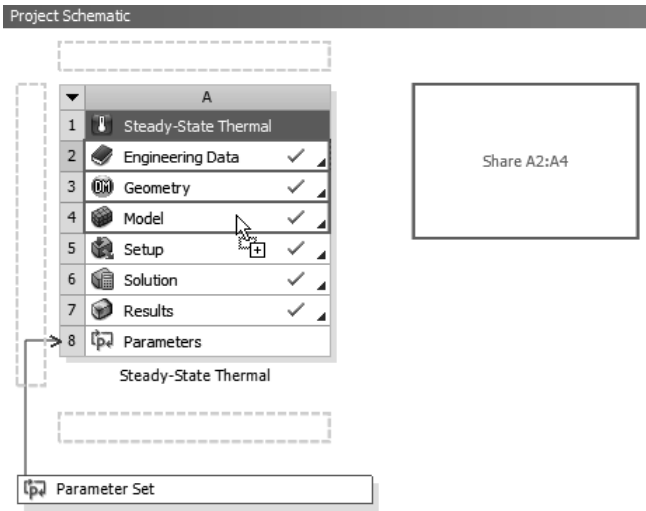 Project Schematic
A
1 Steady-State Thermal
2 Engineering Data
3 DM Geometry
4 Model
Share A2:A4
5 Setup
6 Solution
7 Results
8 p Parameters
Steady-State Thermal
p Parameter Set